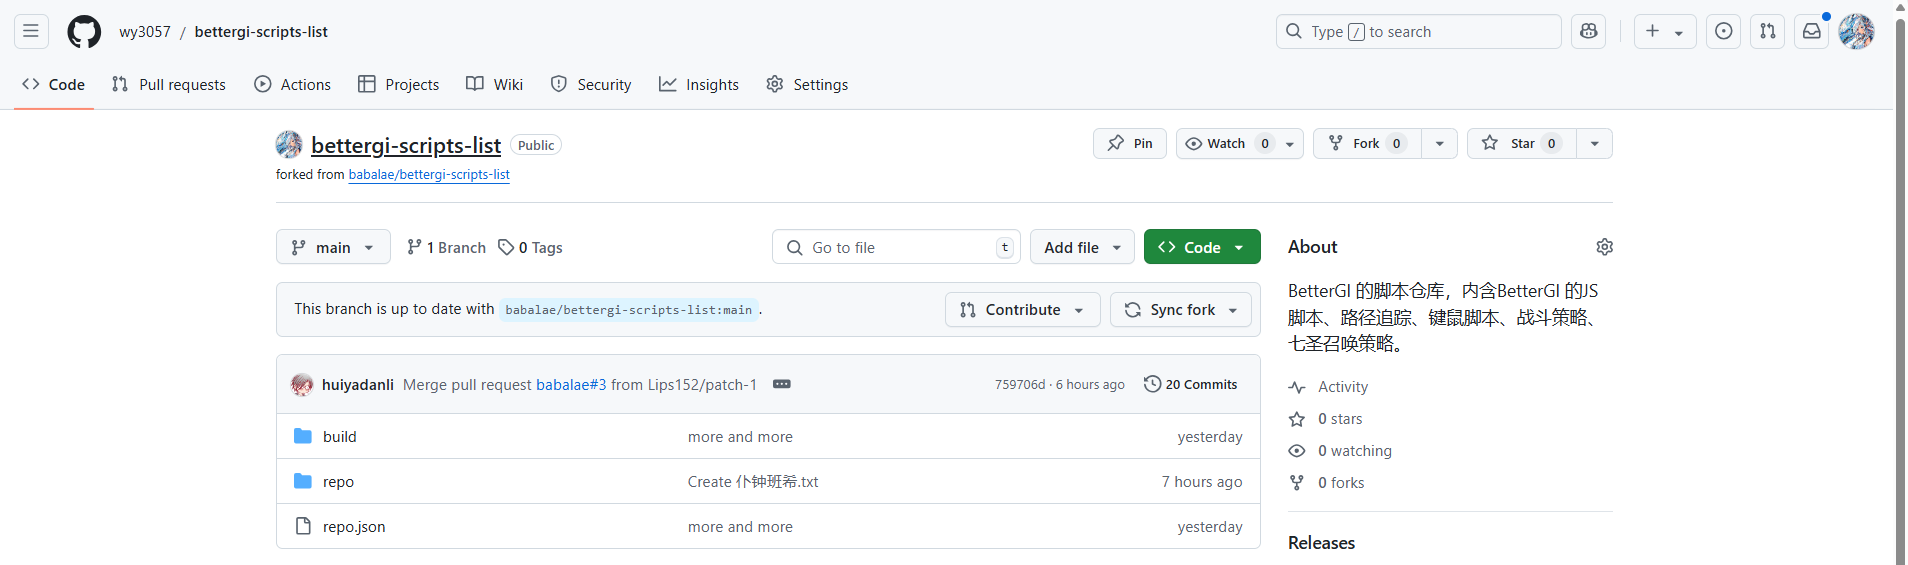 wy3057 / bettergi-scripts-list
Type / to search
Code
Pull requests
Actions
Projects
Wiki
Security
Insights
Settings
bettergi-scripts-list Public
Pin
Watch 0
Fork 0
Star 0
forked from babalae/bettergi-scripts-list
main
1 Branch
0 Tags
Go to file t
Add file
Code
This branch is up to date with babalae/bettergi-scripts-list:main.
Contribute
Sync fork
huiyadanli Merge pull request babalae#3 from Lips152/patch-1
759706d · 6 hours ago
20 Commits
build more and more yesterday
repo Create 仆钟班希.txt 7 hours ago
repo.json more and more yesterday
About
BetterGI 的脚本仓库，内含BetterGI 的JS
脚本、路径追踪、键鼠脚本、战斗策略、
七圣召唤策略。
Activity
0 stars
0 watching
0 forks
Releases